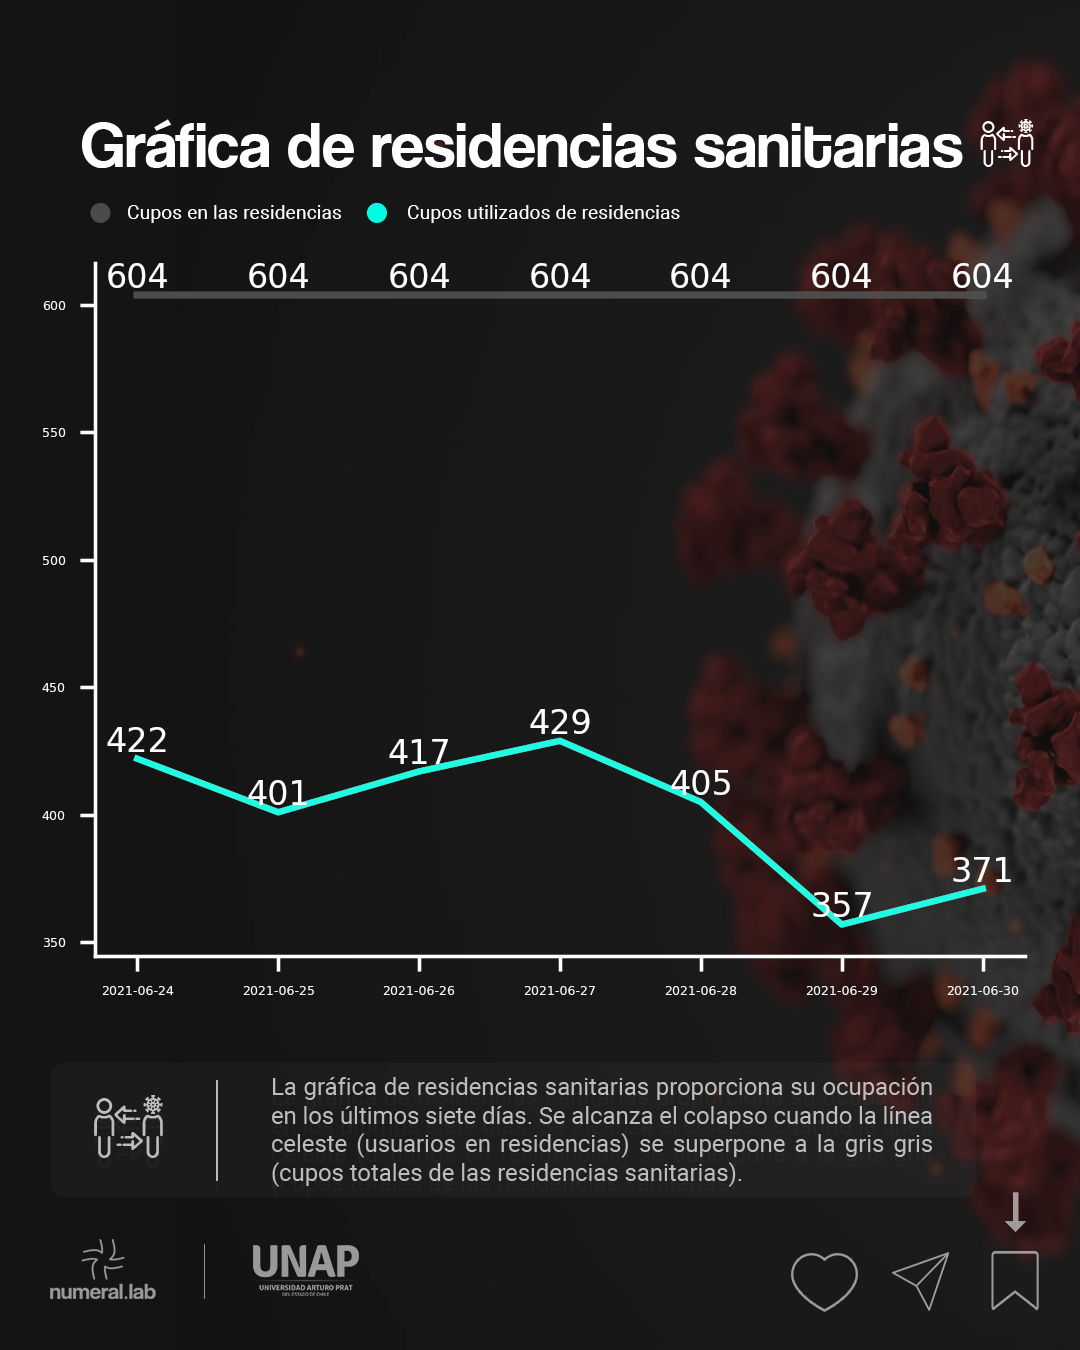 Gráfica de residencias sanitarias
Cupos en las residencias
Cupos utilizados de residencias
604 604 604 604 604 604 604
600
550
500
450
400
350
422 401 417 429 405 357 371
2021-06-24 2021-06-25 2021-06-26 2021-06-27 2021-06-28 2021-06-29 2021-06-30
La gráfica de residencias sanitarias proporciona su ocupación
en los últimos siete días. Se alcanza el colapso cuando la línea
celeste (usuarios en residencias) se superpone a la gris gris
(cupos totales de las residencias sanitarias).
numeral.lab
UNAP
UNIVERSIDAD ARTURO PRAT
DEL ESTADO DE CHILE